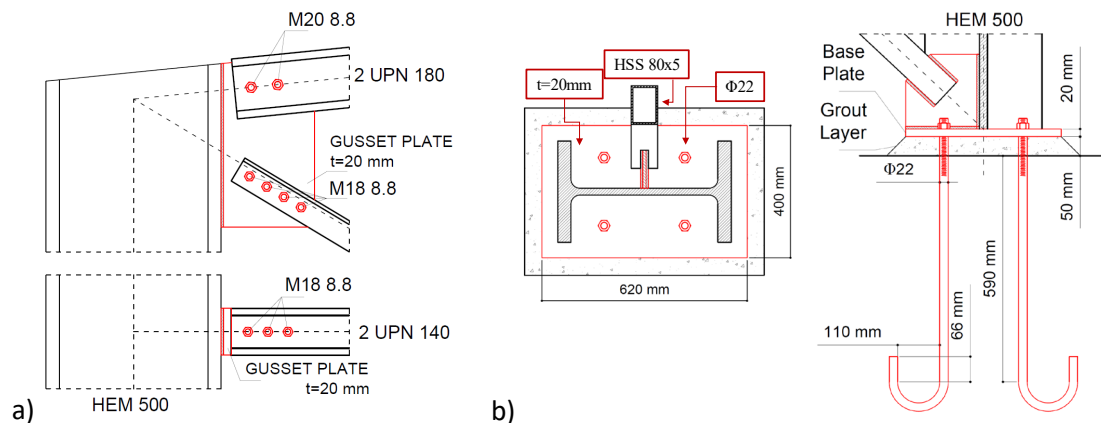 M20 8.8
2 UPN 180
GUSSET PLATE
t=20 mm
M18 8.8
M18 8.8
2 UPN 140
GUSSET PLATE
t=20 mm
HEM 500
a)
HSS 80x5
t=20mm
Φ22
400 mm
620 mm
b)
HEM 500
Base
Plate
Grout
Layer
20 mm
Φ22
50 mm
590 mm
66 mm
110 mm